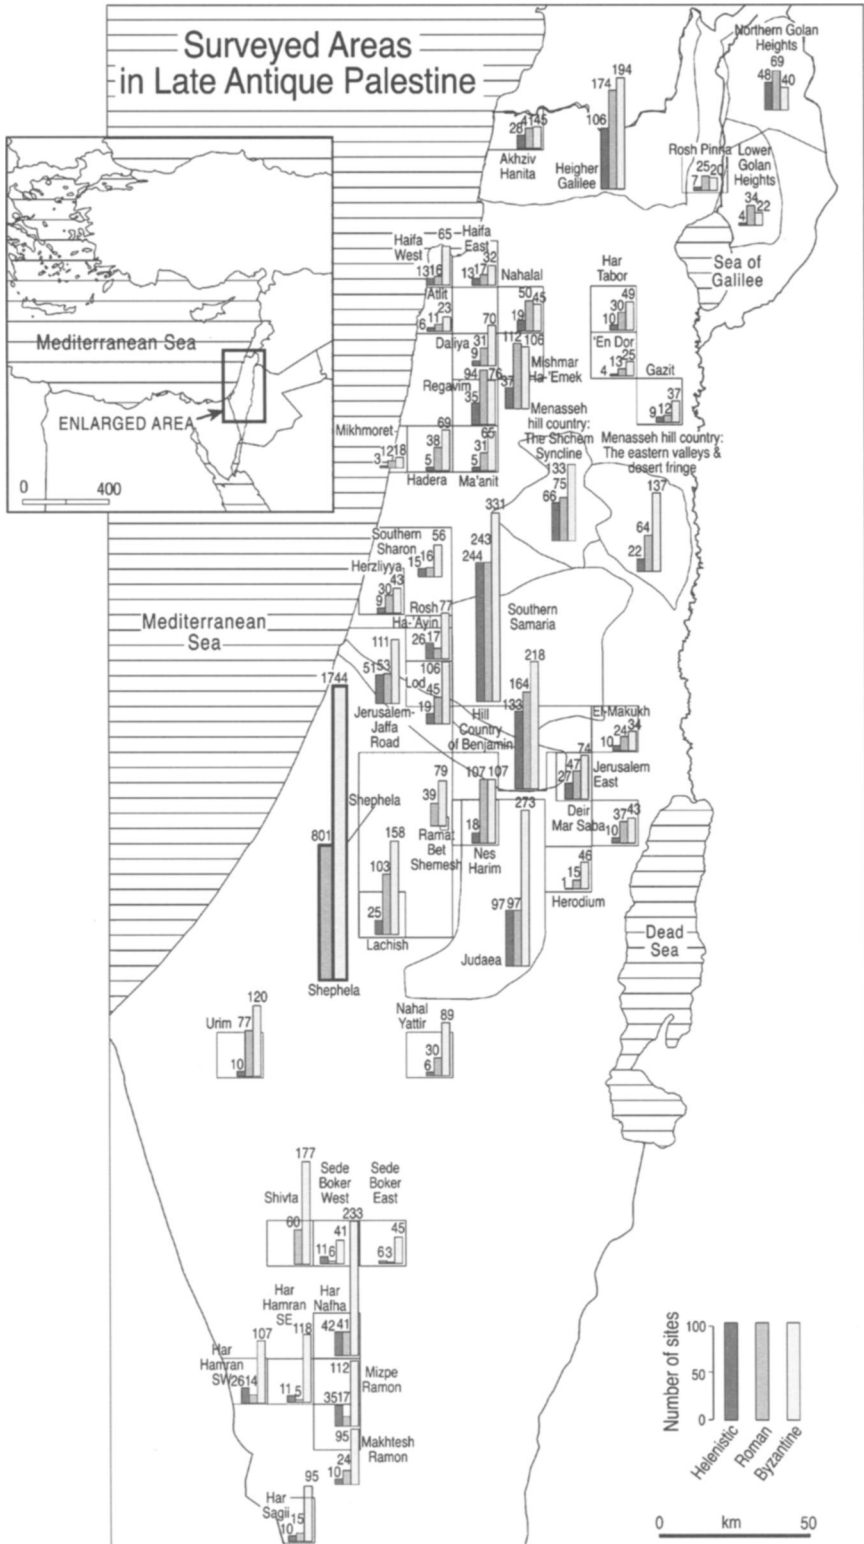 Surveyed Areas
in Late Antique Palestine
Northern Golan
Heights
48 69 40
106 174 194
Heigher
Galilee
28 41 45
Akhziv
Hanita
Rosh Pinna
7 25 20
Lower
Golan
Heights
4 34 22
Sea of
Galilee
Mediterranean Sea
ENLARGED AREA
0 400
Haifa
West
13 16 65
Haifa
East
13 17 32
Atlit
6 11 23
Nahalal
19 50 45
Har
Tabor
10 30 49
Daliya
9 31 70
Mishmar
Ha-'Emek
37 112 106
'En Dor
4 13 25
Gazit
9 12 37
Regavim
35 94 76
Mikhmoret
3 12 18
Hadera
5 38 69
Ma'anit
5 31 65
Menasseh
hill country:
The Shchem
Syncline
66 75 133
Menasseh hill country:
The eastern valleys &
desert fringe
22 64 137
Southern
Sharon
15 16 56
Herzliyya
9 30 43
Rosh
Ha-'Ayin
26 17 77
244 243 331
Southern
Samaria
Mediterranean
Sea
51 53 111
Jerusalem-
Jaffa
Road
Lod
19 45 106
Hill
Country
of Benjamin
133 164 218
El-Makukh
10 24 34
Jerusalem
East
27 47 74
801 1744
Shephela
Shephela
39 79
Ramat
Bet
Shemesh
18 107 107
Nes
Harim
Deir
Mar Saba
10 37 43
25 103 158
Lachish
97 97 273
Judaea
1 15 46
Herodium
Dead
Sea
Urim
10 77 120
Nahal
Yattir
6 30 89
Shivta
60 177
Sede
Boker
West
11 6 41
Sede
Boker
East
6 3 45
Har
Hamran
SE
11 5 118
Har
Nafha
42 41 233
Har
Hamran
SW
26 14 107
Mizpe
Ramon
35 17 112
Makhtesh
Ramon
10 24 95
Har
Sagii
10 15 95
Number of sites
100
50
0
Helenistic
Roman
Byzantine
0 km 50